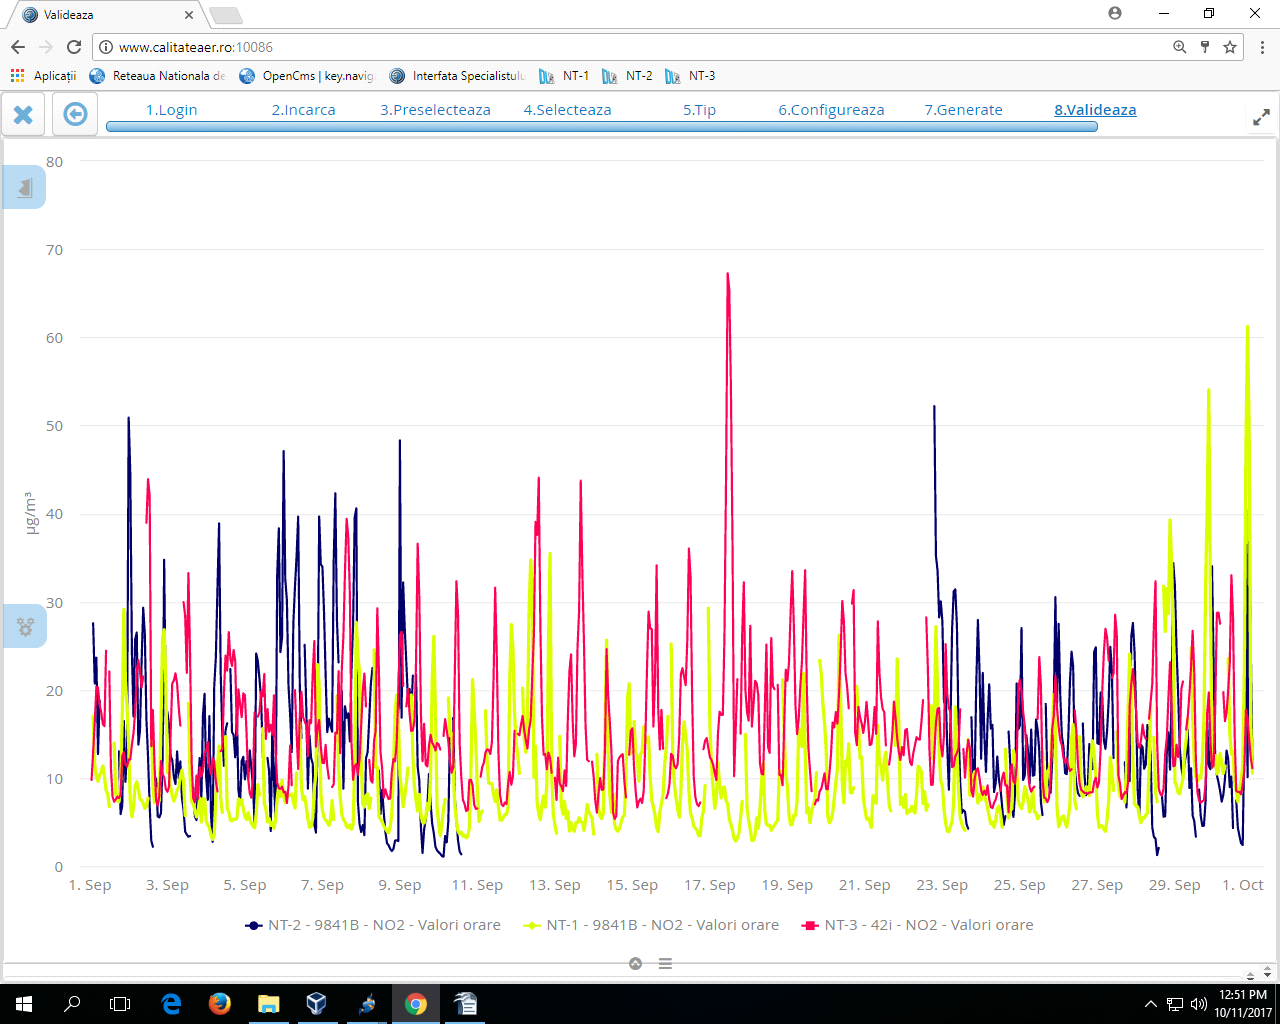 Valideaza
www.calitateaer.ro:10086
Aplicații Reteaua Nationala de OpenCms | key.navig Interfata Specialistulu NT-1 NT-2 NT-3
1.Login 2.Incarca 3.Preselecteaza 4.Selecteaza 5.Tip 6.Configureaza 7.Generate 8.Valideaza
80
70
60
50
40
30
20
10
0
µg/m³
1. Sep 3. Sep 5. Sep 7. Sep 9. Sep 11. Sep 13. Sep 15. Sep 17. Sep 19. Sep 21. Sep 23. Sep 25. Sep 27. Sep 29. Sep 1. Oct
NT-2 - 9841B - NO2 - Valori orare NT-1 - 9841B - NO2 - Valori orare NT-3 - 42i - NO2 - Valori orare
12:51 PM
10/11/2017